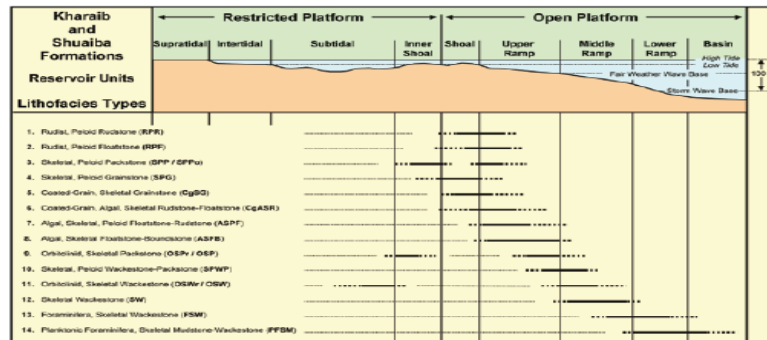 Kharaib
and
Shuaiba
Formations
Reservoir Units
Lithofacies Types
Restricted Platform
Open Platform
Supratidal
Intertidal
Subtidal
Inner
Shoal
Shoal
Upper
Ramp
Middle
Ramp
Lower
Ramp
Basin
High Tide
Low Tide
Fair Weather Wave Base
Storm Wave Base
100
1. Rudist, Peloid Rudstone (RPR)
2. Rudist, Peloid Floatstone (RPF)
3. Skeletal, Peloid Packstone (SPP / SPPu)
4. Skeletal, Peloid Grainstone (SPG)
5. Coated-Grain, Skeletal Grainstone (CgSG)
6. Coated-Grain, Algal, Skeletal Rudstone-Floatstone (CgASR)
7. Algal, Skeletal, Peloid Floatstone-Rudstone (ASPF)
8. Algal, Skeletal Floatstone-Boundstone (ASFB)
9. Orbitolinid, Skeletal Packstone (OSPr / OSP)
10. Skeletal, Peloid Wackestone-Packstone (SPWP)
11. Orbitolinid, Skeletal Wackestone (OSWr / OSW)
12. Skeletal Wackestone (SW)
13. Foraminifera, Skeletal Wackestone (FSW)
14. Planktonic Foraminifera, Skeletal Mudstone-Wackestone (PFSM)